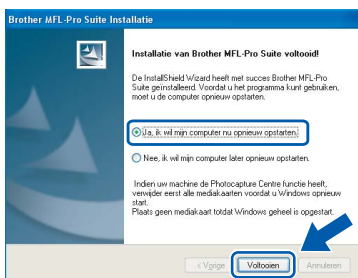 Brother MFL-Pro Suite Installatie
Installatie van Brother MFL-Pro Suite voltooid!
De InstallShield Wizard heeft met succes Brother MFL-Pro
Suite geïnstalleerd. Voordat u het programma kunt gebruiken,
moet u de computer opnieuw opstarten.
Ja, ik wil mijn computer nu opnieuw opstarten.
Nee, ik wil mijn computer later opnieuw opstarten.
Indien uw machine de Photocapture Centre functie heeft,
verwijder eerst alle mediakaarten voordat u Windows opnieuw
start.
Plaats geen mediakaart totdat Windows geheel is opgestart.
< Vorige
Voltooien
Annuleren